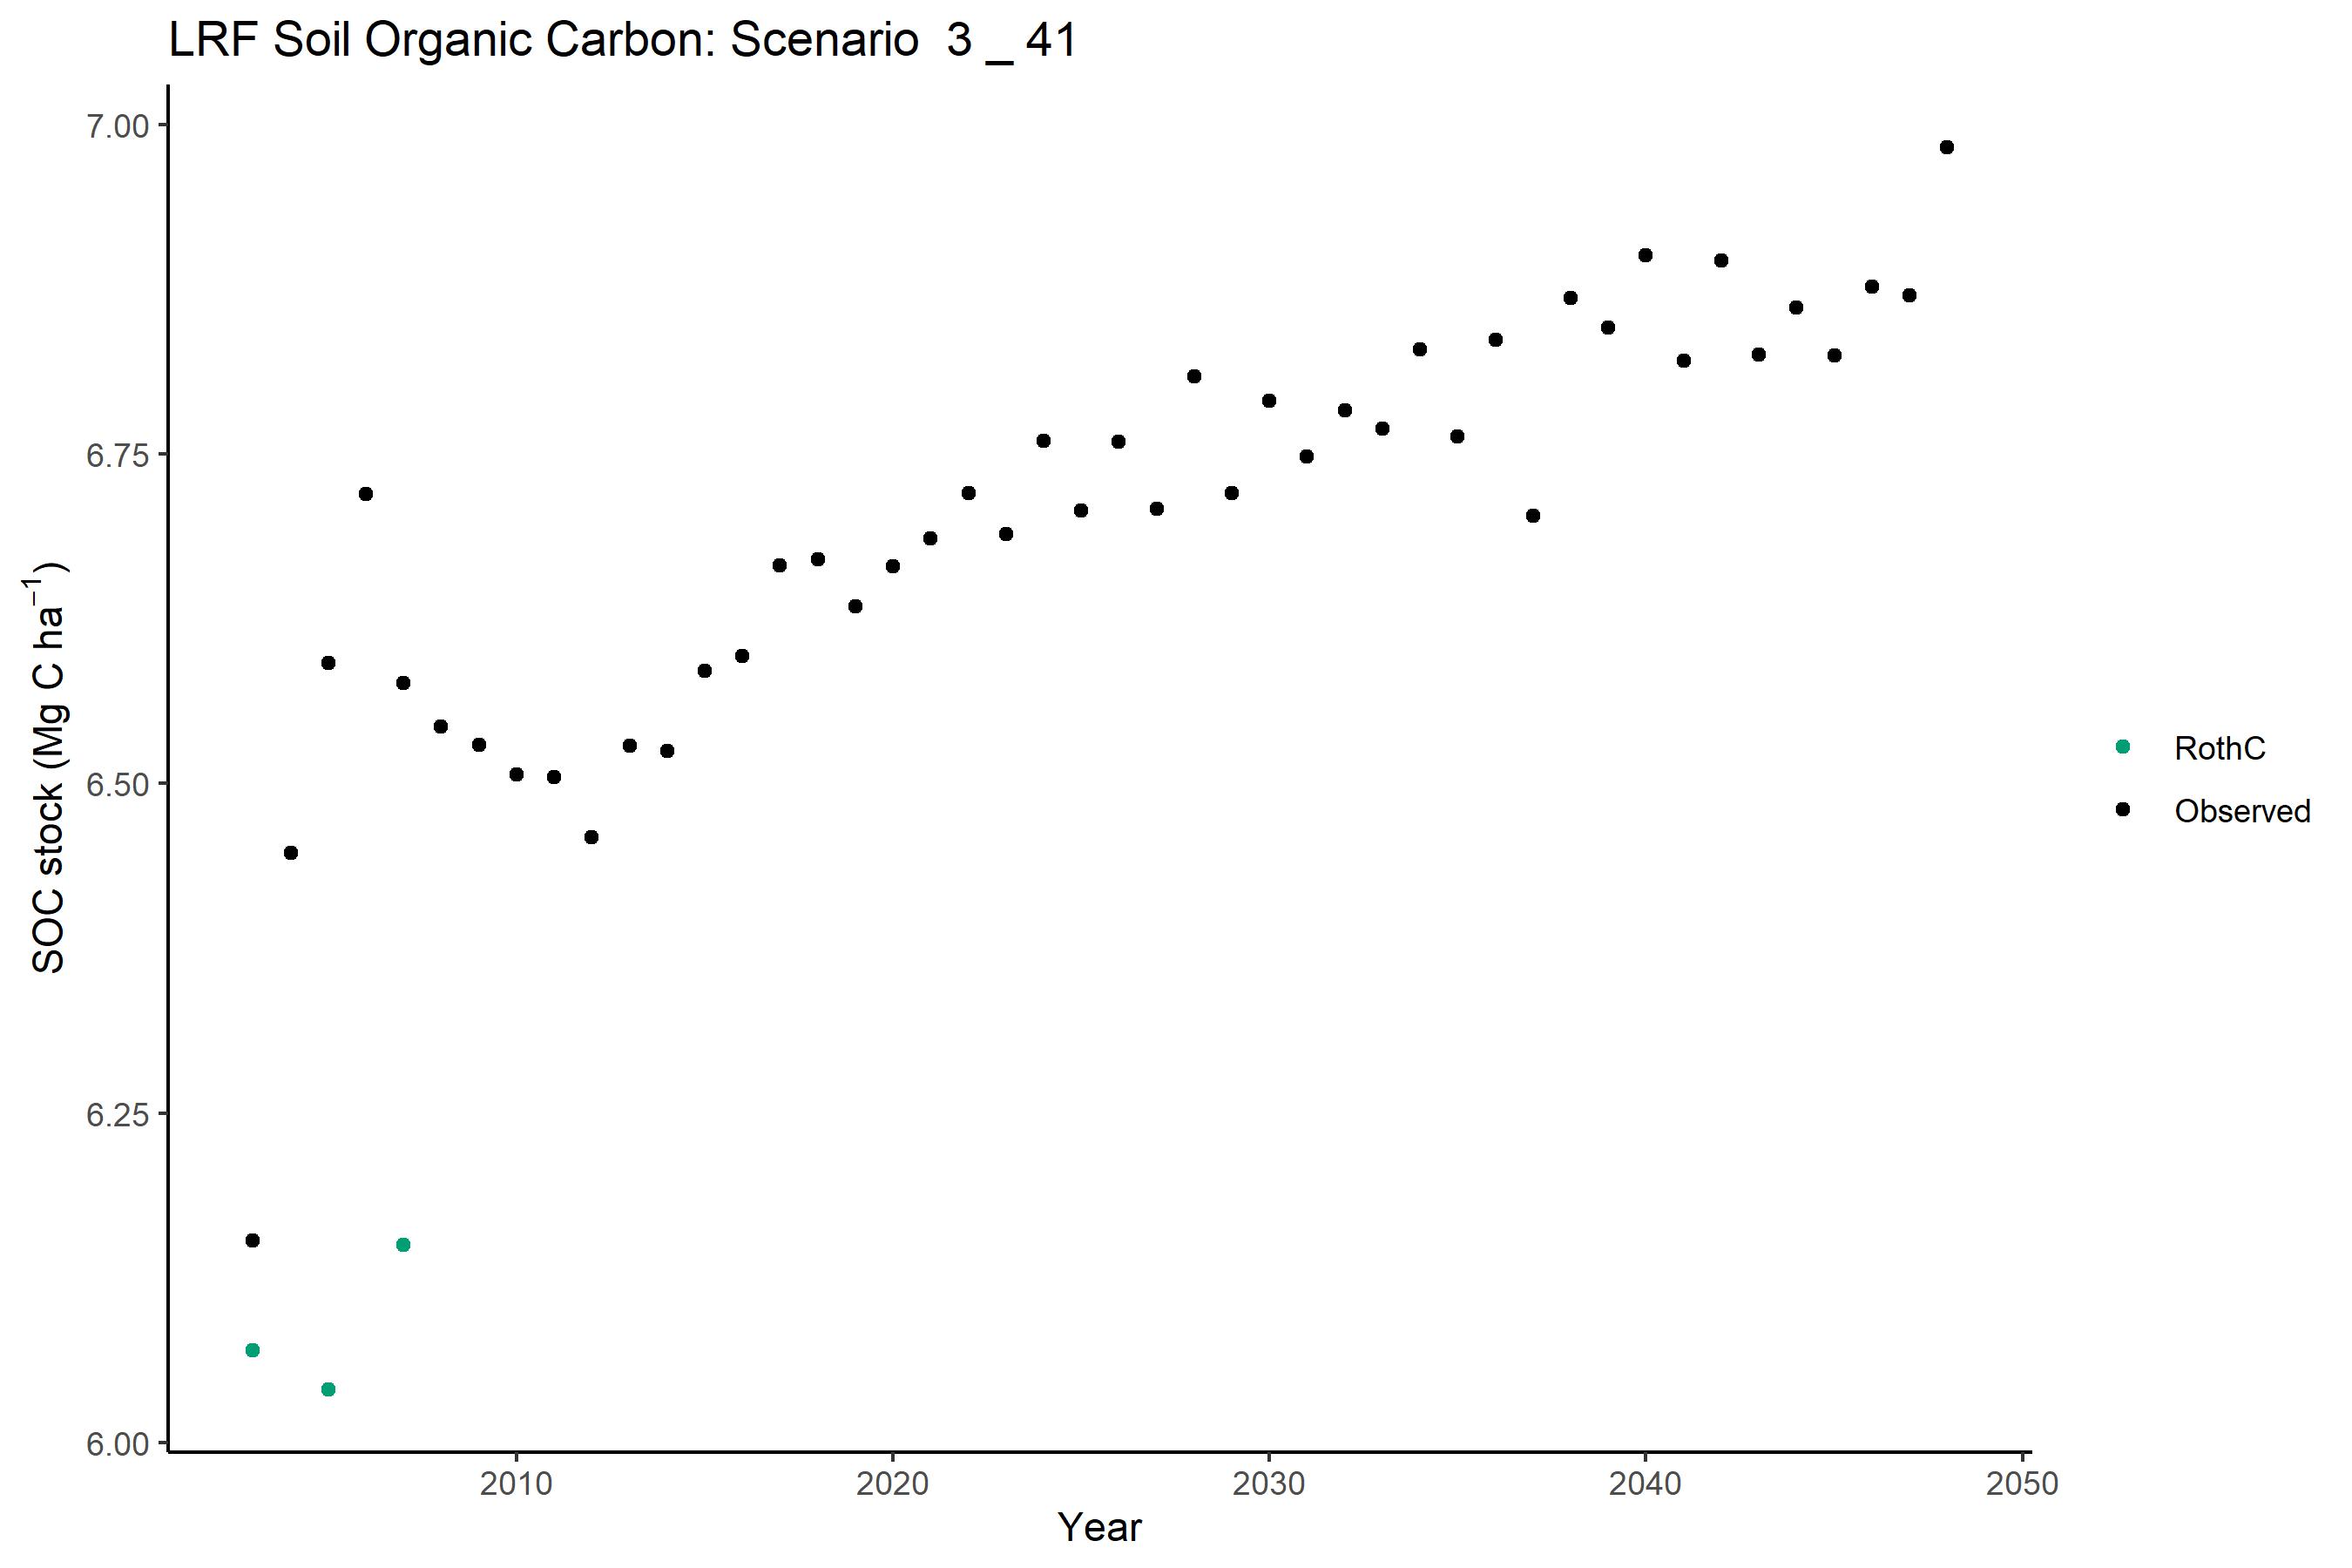 LRF Soil Organic Carbon: Scenario  3 _ 41
7.00
6.75
6.50
6.25
6.00
SOC stock (Mg C ha⁻¹)
2010
2020
2030
2040
2050
Year
RothC
Observed